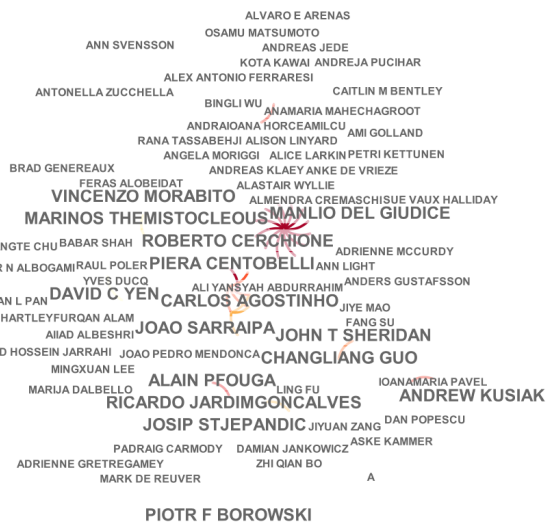 ALVARO E ARENAS
OSAMU MATSUMOTO
ANN SVENSSON ANDREAS JEDE
KOTA KAWAI ANDREJA PUCIHAR
ALEX ANTONIO FERRARESI
ANTONELLA ZUCCHELLA CAITLIN M BENTLEY
BINGLI WU ANAMARIA MAHECHAGROOT
ANDRAIOANA HORCEAMILCU AMI GOLLAND
RANA TASSABEHJI ALISON LINYARD
ANGELA MORIGGI ALICE LARKIN PETRI KETTUNEN
BRAD GENEREAUX ANDREAS KLAEY ANKE DE VRIEZE
FERAS ALOBEIDAT ALASTAIR WYLLIE
VINCENZO MORABITO ALMENDRA CREMASCHI SUE VAUX HALLIDAY
MARINOS THEMISTOCLEOUS MANLIO DEL GIUDICE
NGTE CHU BABAR SHAH ROBERTO CERCHIONE
ADRIENNE MCCURDY
R N ALBOGAMI RAUL POLER PIERA CENTOBELLI ANN LIGHT
YVES DUCQ ALI YANSYAH ABDURRAHIM ANDERS GUSTAFSSON
AN L PAN DAVID C YEN CARLOS AGOSTINHO JIYE MAO
HARTLEY FURQAN ALAM FANG SU
AIIAD ALBESHRI JOAO SARRAIPA JOHN T SHERIDAN
D HOSSEIN JARRAHI JOAO PEDRO MENDONCA CHANGLIANG GUO
MINGXUAN LEE
ALAIN PFOUGA IOANAMARIA PAVEL
MARIJA DALBELLO LING FU ANDREW KUSIAK
RICARDO JARDIMGONCALVES
JOSIP STJEPANDIC JIYUAN ZANG DAN POPESCU
PADRAIG CARMODY DAMIAN JANKOWICZ ASKE KAMMER
ADRIENNE GRETREGAMEY ZHI QIAN BO
MARK DE REUVER A
PIOTR F BOROWSKI